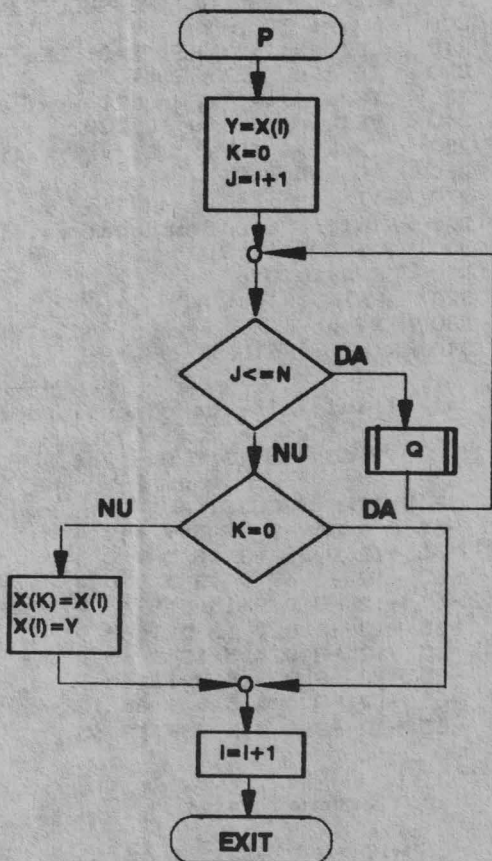 P
Y=X(I)
K=0
J=I+1
J<=N
DA
Q
NU
K=0
NU
DA
X(K)=X(I)
X(I)=Y
I=I+1
EXIT